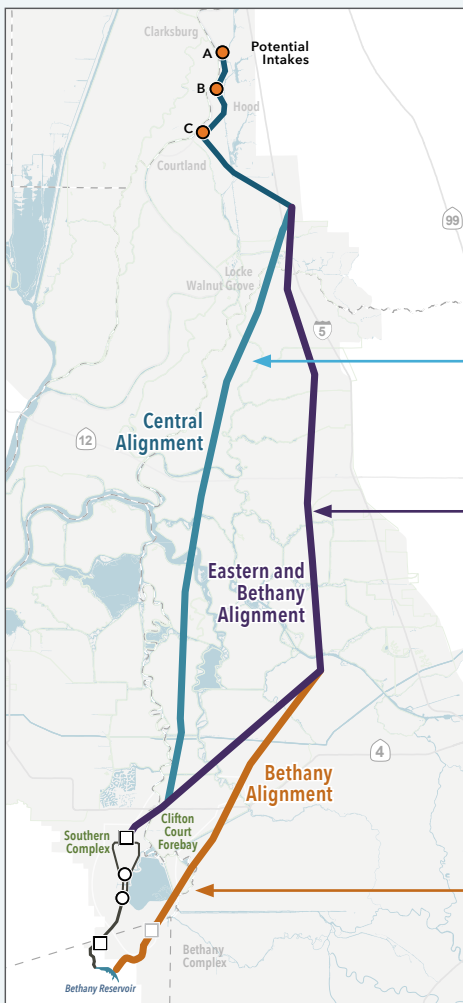 Clarksburg
A
Potential
Intakes
B
Hood
C
Courtland
99
Locke
Walnut Grove
5
Central
Alignment
12
Eastern and
Bethany
Alignment
4
Bethany
Alignment
Clifton
Court
Forebay
Southern
Complex
Bethany
Complex
Bethany Reservoir